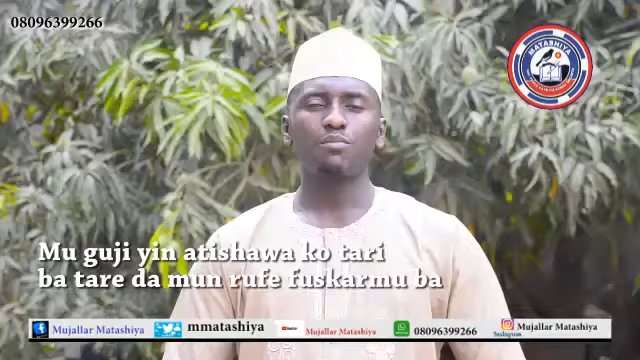 08096399266
MATASHIYA
Mu guji yin atishawa ko tari
ba tare da mun rufe fuskarmu ba
Mujallar Matashiya
mmatashiya
Mujallar Matashiya
08096399266
Instagram
Mujallar Matashiya